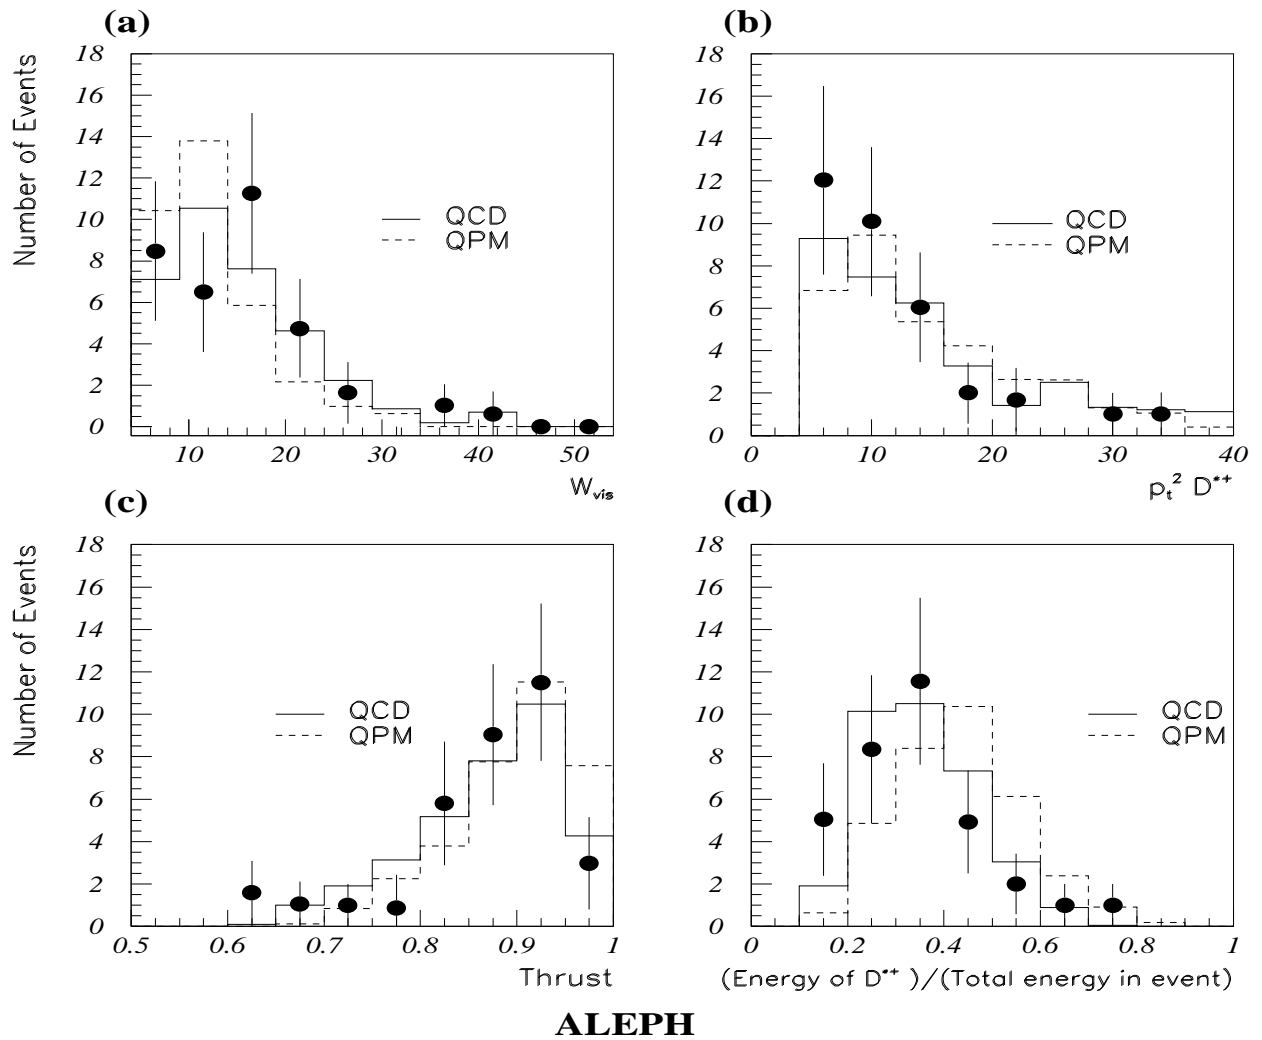 (a)
Number of Events
18
16
14
12
10
8
6
4
2
0
QCD
QPM
10 20 30 40 50
W_vis
(b)
18
16
14
12
10
8
6
4
2
0
QCD
QPM
0 10 20 30 40
p_t² D*⁺
(c)
Number of Events
18
16
14
12
10
8
6
4
2
0
QCD
QPM
0.5 0.6 0.7 0.8 0.9 1
Thrust
(d)
18
16
14
12
10
8
6
4
2
0
QCD
QPM
0 0.2 0.4 0.6 0.8 1
(Energy of D*⁺ )/(Total energy in event)
ALEPH